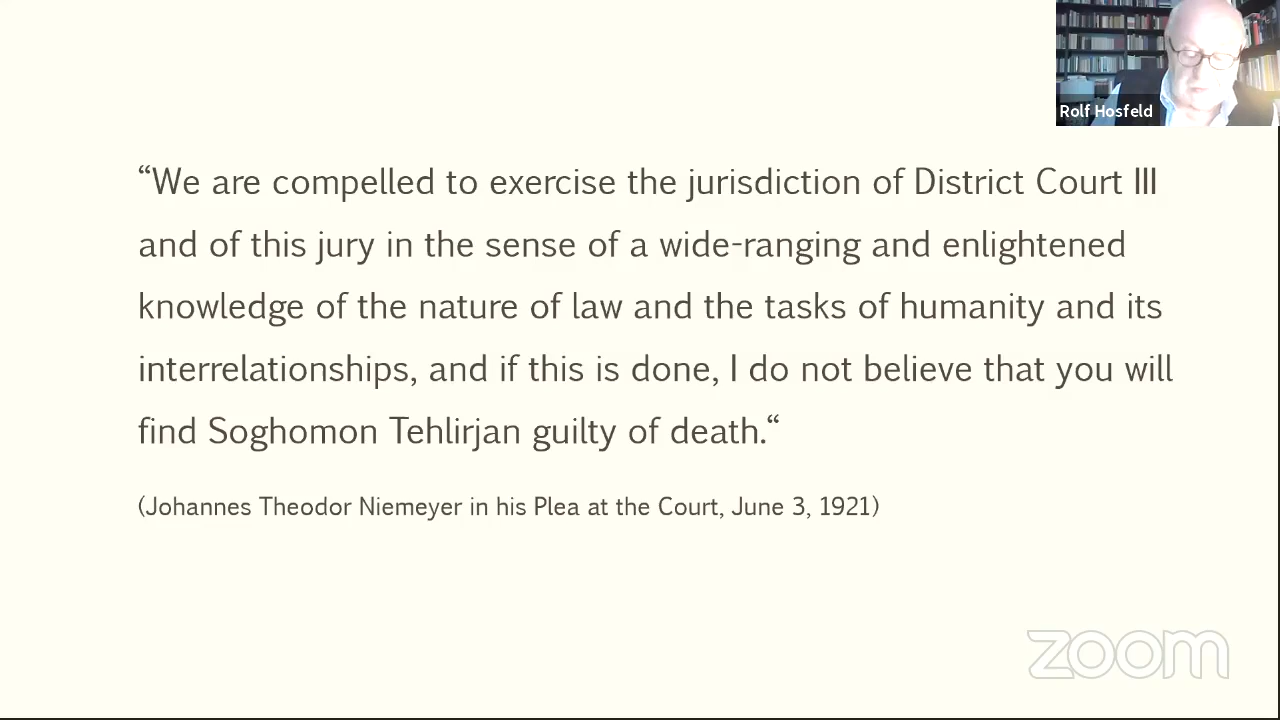 Rolf Hosfeld
“We are compelled to exercise the jurisdiction of District Court III
and of this jury in the sense of a wide-ranging and enlightened
knowledge of the nature of law and the tasks of humanity and its
interrelationships, and if this is done, I do not believe that you will
find Soghomon Tehlirjan guilty of death.“
(Johannes Theodor Niemeyer in his Plea at the Court, June 3, 1921)
zoom